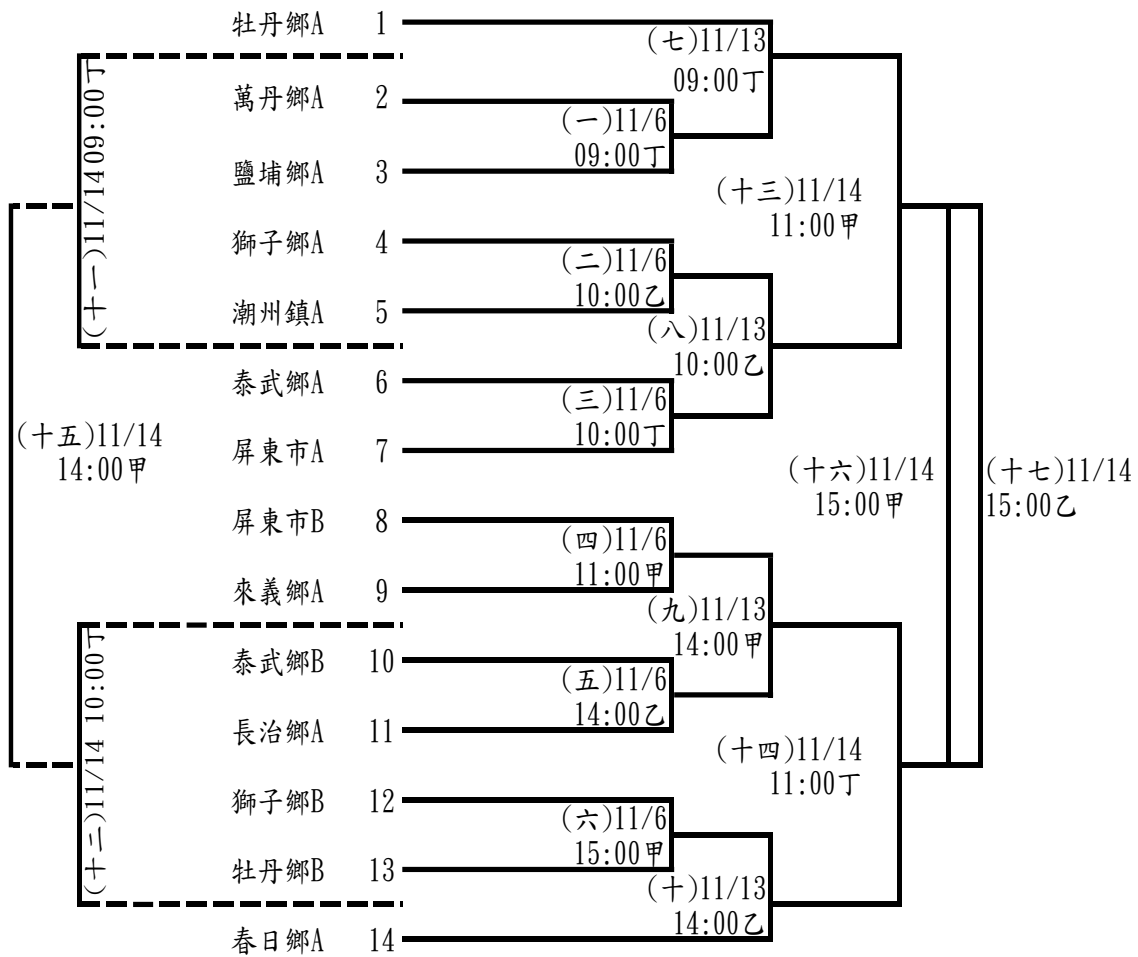 牡丹鄉A 1
(七)11/13
09:00丁
萬丹鄉A 2
(一)11/6
09:00丁
鹽埔鄉A 3
(十一)11/14 09:00丁
(十三)11/14
11:00甲
獅子鄉A 4
(二)11/6
10:00乙
潮州鎮A 5
(八)11/13
10:00乙
泰武鄉A 6
(三)11/6
10:00丁
屏東市A 7
(十五)11/14
14:00甲
(十六)11/14
15:00甲
(十七)11/14
15:00乙
屏東市B 8
(四)11/6
11:00甲
來義鄉A 9
(九)11/13
14:00甲
泰武鄉B 10
(五)11/6
14:00乙
長治鄉A 11
(十二)11/14 10:00丁
(十四)11/14
11:00丁
獅子鄉B 12
(六)11/6
15:00甲
牡丹鄉B 13
(十)11/13
14:00乙
春日鄉A 14